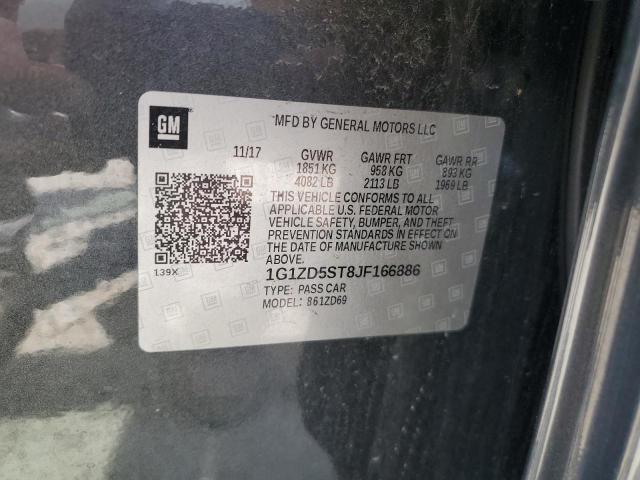 GM
MFD BY GENERAL MOTORS LLC
11/17 GVWR GAWR FRT GAWR RR
1851 KG 958 KG 893 KG
4082 LB 2113 LB 1969 LB
THIS VEHICLE CONFORMS TO ALL
APPLICABLE U.S. FEDERAL MOTOR
VEHICLE SAFETY, BUMPER, AND THEFT
PREVENTION STANDARDS IN EFFECT ON
THE DATE OF MANUFACTURE SHOWN
ABOVE.
139X
1G1ZD5ST8JF166886
TYPE: PASS CAR
MODEL: 861ZD69